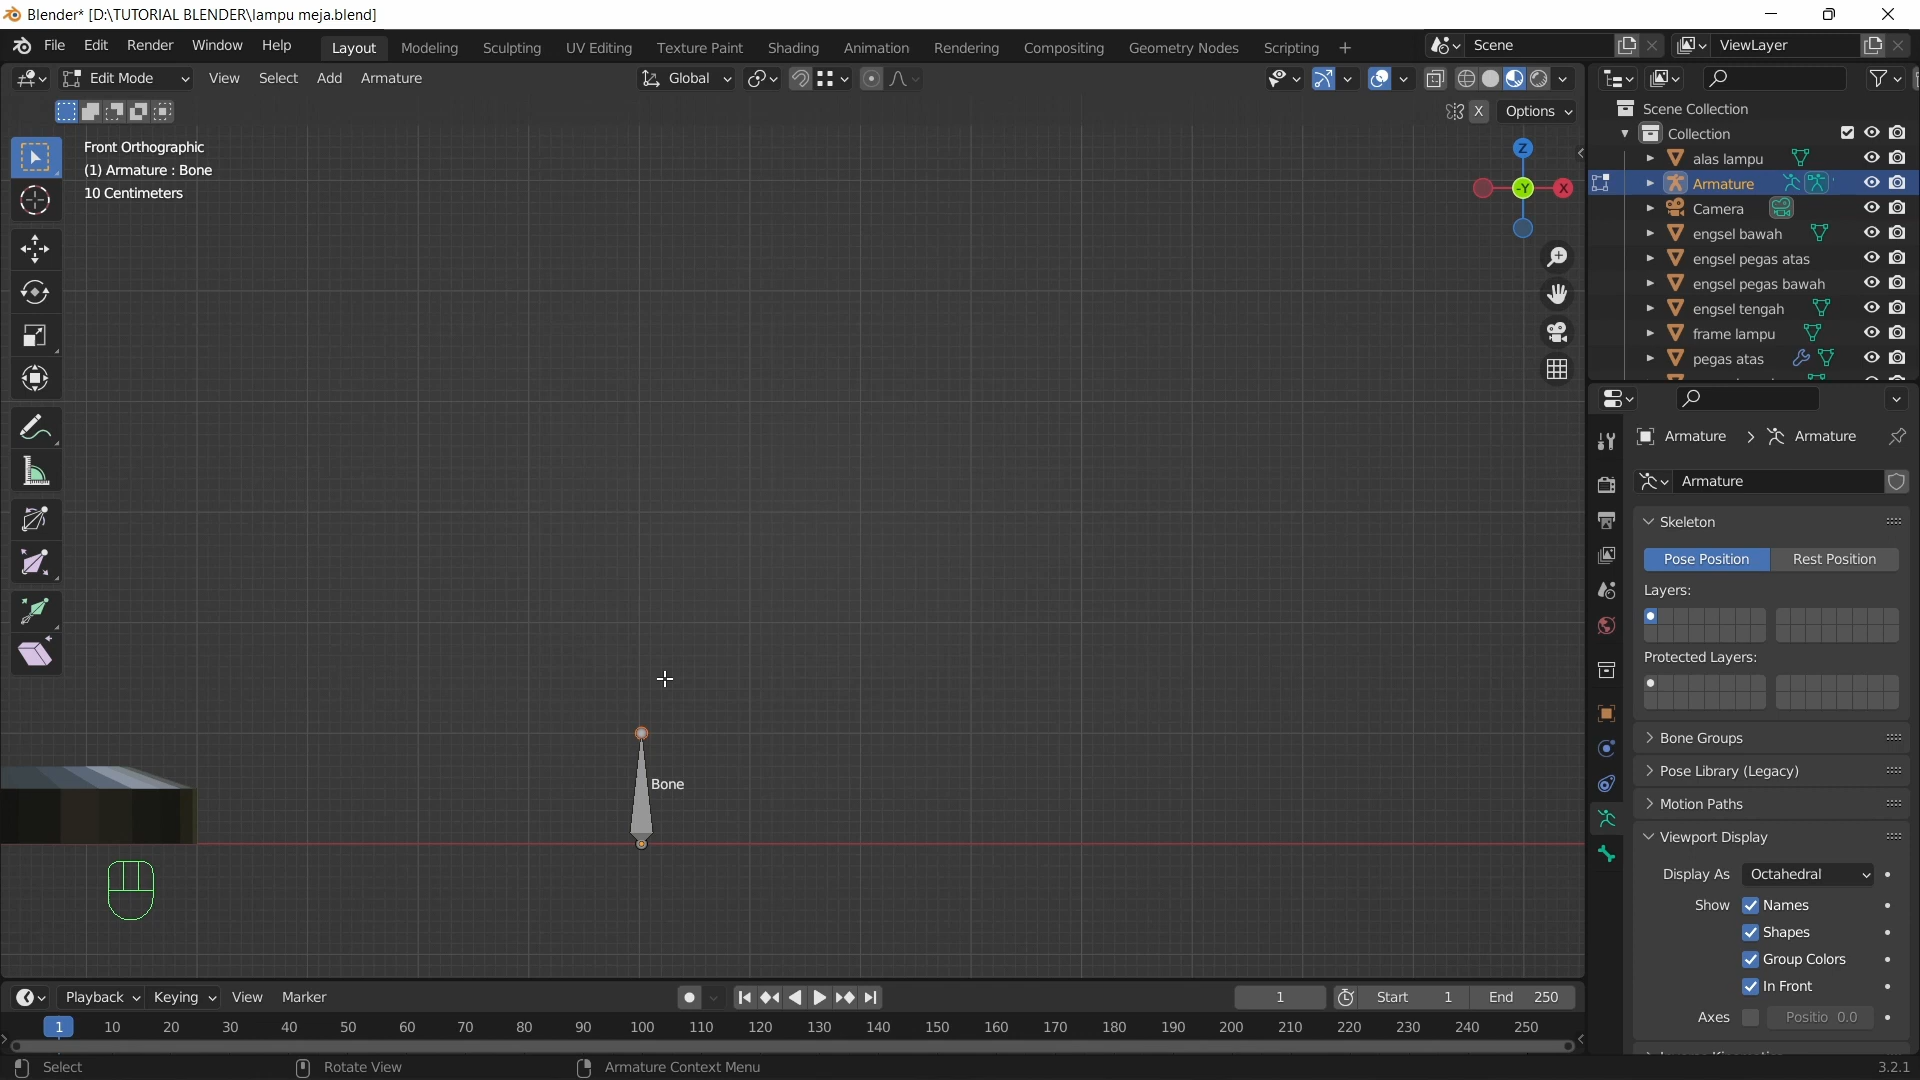 Blender* [D:\TUTORIAL BLENDER\lampu meja.blend]
File Edit Render Window Help Layout Modeling Sculpting UV Editing Texture Paint Shading Animation Rendering Compositing Geometry Nodes Scripting + Scene ViewLayer
Edit Mode View Select Add Armature Global
X Options
Front Orthographic
(1) Armature : Bone
10 Centimeters
Z
-Y X
Bone
Scene Collection
Collection
alas lampu
Armature
Camera
engsel bawah
engsel pegas atas
engsel pegas bawah
engsel tengah
frame lampu
pegas atas
Armature > Armature
Armature
Skeleton
Pose Position Rest Position
Layers:
Protected Layers:
Bone Groups
Pose Library (Legacy)
Motion Paths
Viewport Display
Display As Octahedral
Show Names
Shapes
Group Colors
In Front
Axes Positio 0.0
Playback Keying View Marker 1 Start 1 End 250
1 10 20 30 40 50 60 70 80 90 100 110 120 130 140 150 160 170 180 190 200 210 220 230 240 250
Select Rotate View Armature Context Menu 3.2.1